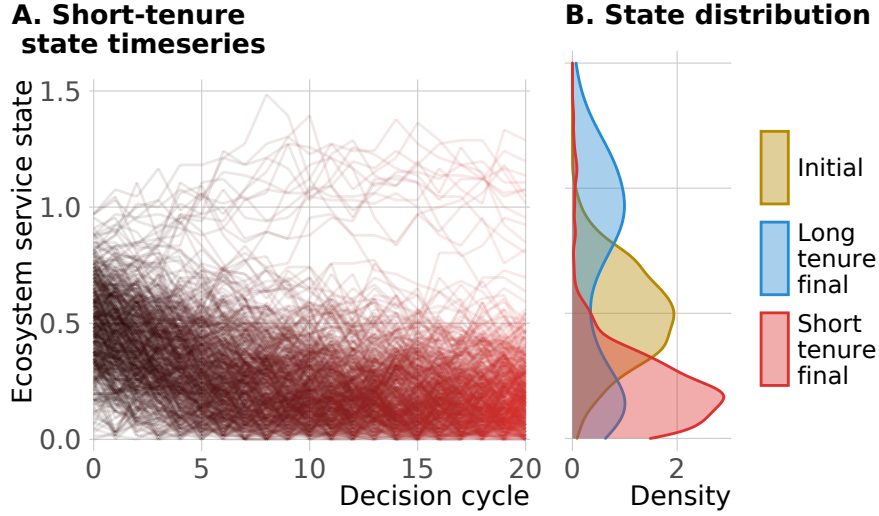 A. Short-tenure
state timeseries
B. State distribution
Ecosystem service state
1.5
1.0
0.5
0.0
0
5
10
15
20
Decision cycle
0
2
Density
Initial
Long
tenure
final
Short
tenure
final